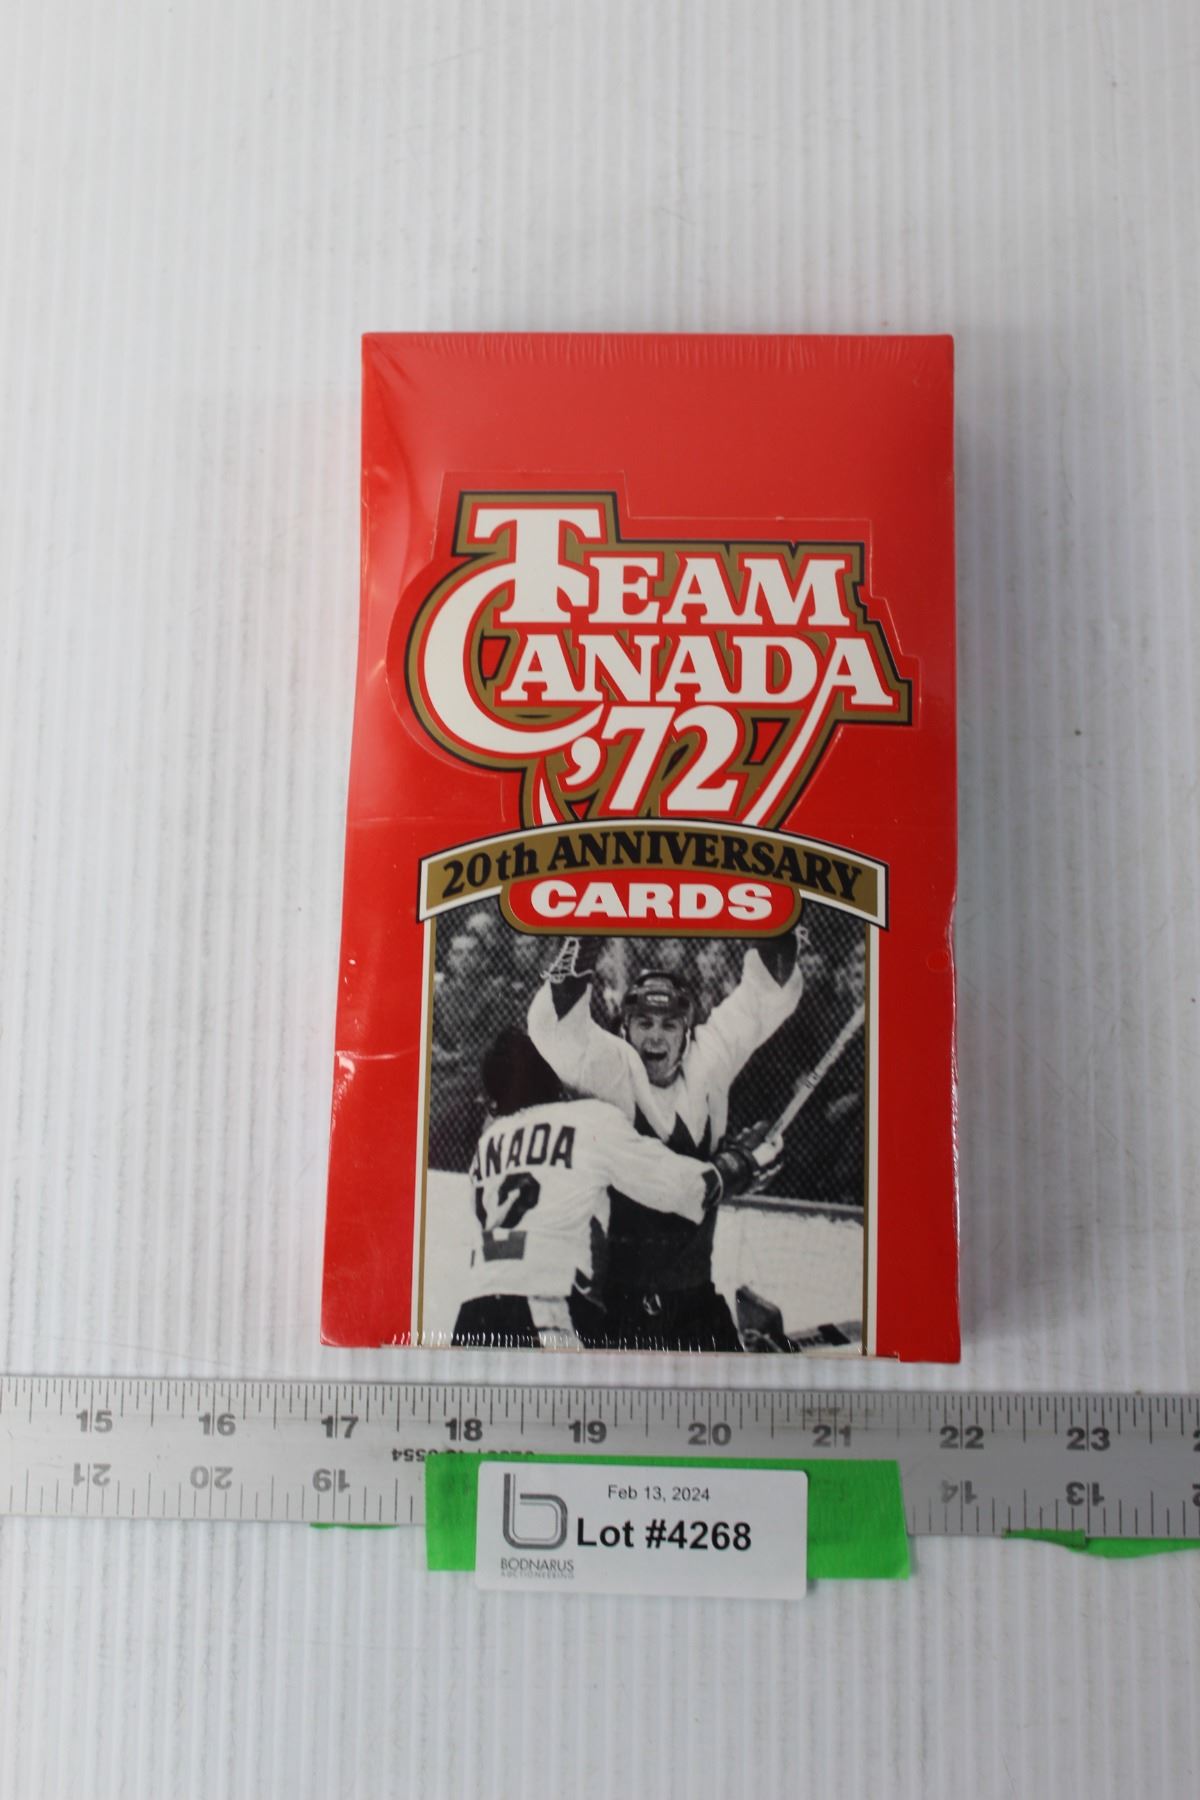 TEAM
CANADA
'72
20th ANNIVERSARY
CARDS
ANADA
12
15 16 17 18 19 20 21 22 23
21 20 19 14 13
Feb 13, 2024
Lot #4268
BODNARUS
AUCTIONEERING